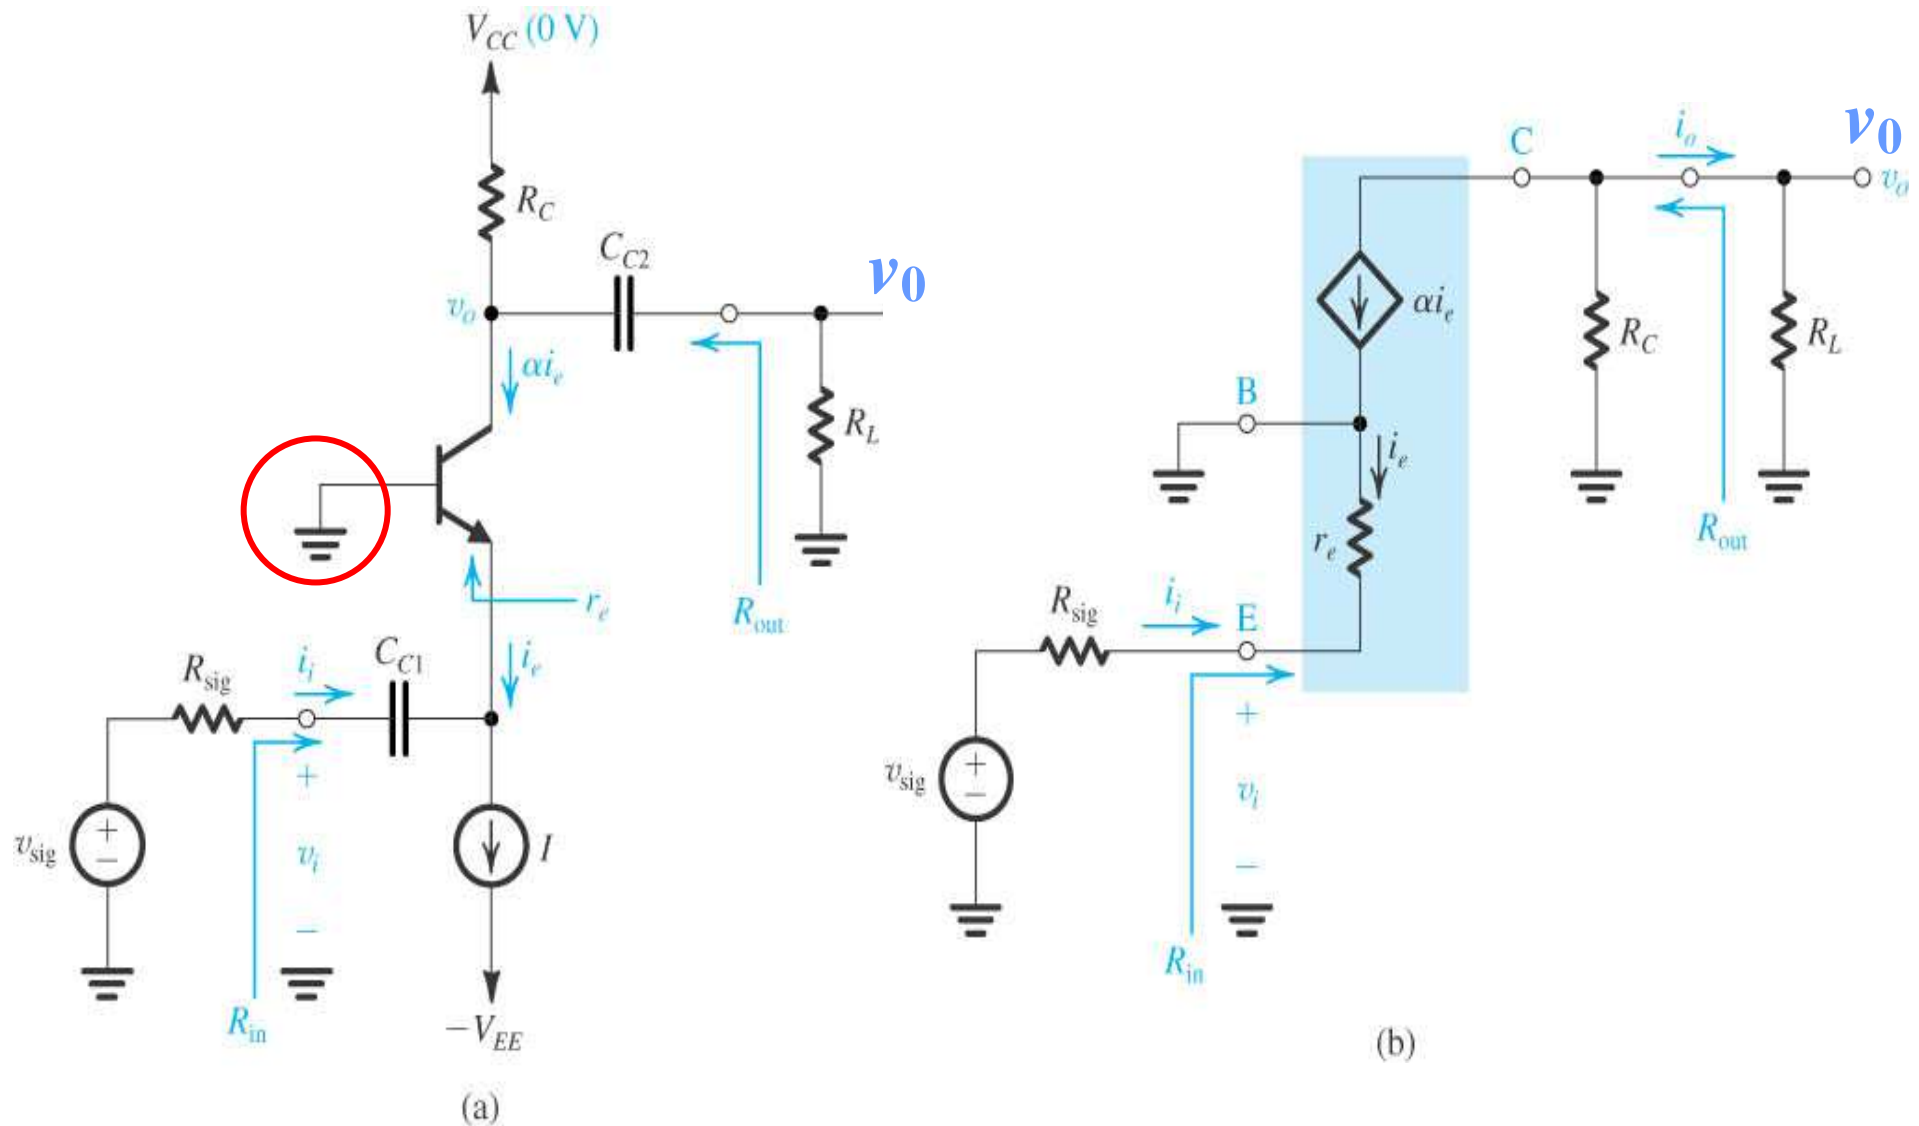 V_CC (0 V)
R_C
C_C2
v_0
v_o
αi_e
R_L
r_e
R_out
R_sig
i_i
C_C1
i_e
v_sig
+
−
+
v_i
−
I
R_in
−V_EE
(a)
C
i_o
v_0
v_o
αi_e
R_C
R_L
B
i_e
r_e
R_out
R_sig
i_i
E
v_sig
+
−
+
v_i
−
R_in
(b)